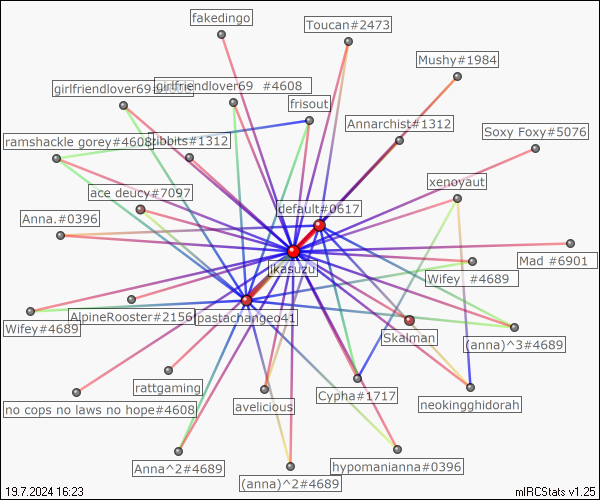 fakedingo
Toucan#2473
Mushy#1984
girlfriendlover69
girlfriendlover69 #4608
frisout
Annarchist#1312
Soxy Foxy#5076
ramshackle gorey#4608
#1312
xenoyaut
ace deucy#7097
default#0617
Anna.#0396
jkasuzu
Mad #6901
Wifey #4689
AlpineRooster#2156
pastachangeo41
Wifey#4689
Skalman
(anna)^3#4689
rattgaming
Cypha#1717
no cops no laws no hope#4608
avelicious
neokingghidorah
Anna^2#4689
(anna)^2#4689
hypomanianna#0396
19.7.2024 16:23
mIRCStats v1.25